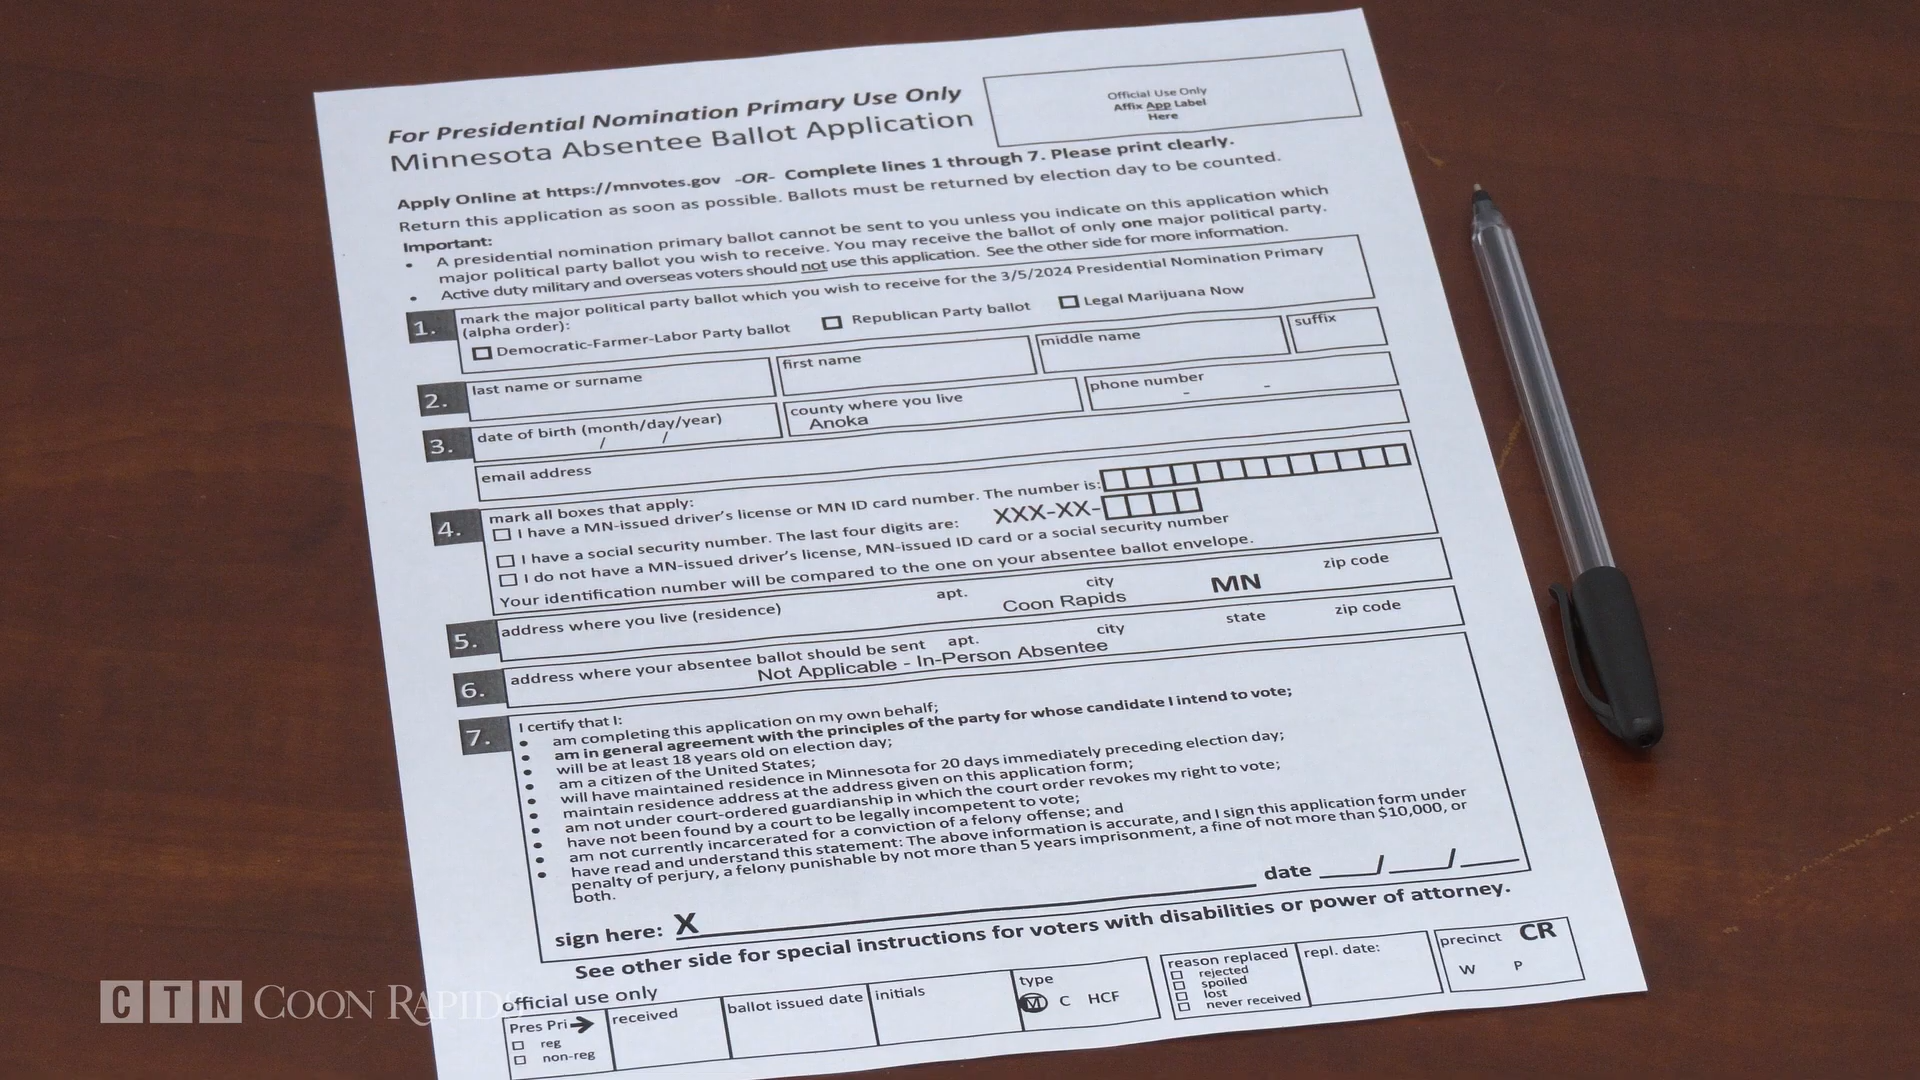 For Presidential Nomination Primary Use Only
Minnesota Absentee Ballot Application
Official Use Only
Affix App Label
Here
Apply Online at https://mnvotes.gov -OR- Complete lines 1 through 7. Please print clearly.
Return this application as soon as possible. Ballots must be returned by election day to be counted.
Important:
• A presidential nomination primary ballot cannot be sent to you unless you indicate on this application which
major political party ballot you wish to receive. You may receive the ballot of only one major political party.
• Active duty military and overseas voters should not use this application. See the other side for more information.
1. mark the major political party ballot which you wish to receive for the 3/5/2024 Presidential Nomination Primary
(alpha order):
Democratic-Farmer-Labor Party ballot Republican Party ballot Legal Marijuana Now
2. last name or surname first name middle name suffix
3. date of birth (month/day/year) county where you live phone number
/ / Anoka - -
email address
4. mark all boxes that apply:
I have a MN-issued driver's license or MN ID card number. The number is:
I have a social security number. The last four digits are: XXX-XX-
I do not have a MN-issued driver's license, MN-issued ID card or a social security number
Your identification number will be compared to the one on your absentee ballot envelope.
5. address where you live (residence) apt. city MN zip code
Coon Rapids
6. address where your absentee ballot should be sent apt. city state zip code
Not Applicable - In-Person Absentee
7. I certify that I:
• am completing this application on my own behalf;
• am in general agreement with the principles of the party for whose candidate I intend to vote;
• will be at least 18 years old on election day;
• am a citizen of the United States;
• will have maintained residence in Minnesota for 20 days immediately preceding election day;
• maintain residence address at the address given on this application form;
• am not under court-ordered guardianship in which the court order revokes my right to vote;
• have not been found by a court to be legally incompetent to vote;
• am not currently incarcerated for a conviction of a felony offense; and
• have read and understand this statement: The above information is accurate, and I sign this application form under
penalty of perjury, a felony punishable by not more than 5 years imprisonment, a fine of not more than $10,000, or
both.
sign here: X date / /
See other side for special instructions for voters with disabilities or power of attorney.
official use only
Pres Pri
reg
non-reg
received
ballot issued date
initials
type
M C HCF
reason replaced
rejected
spoiled
lost
never received
repl. date:
precinct CR
W P
CTN COON RAPIDS